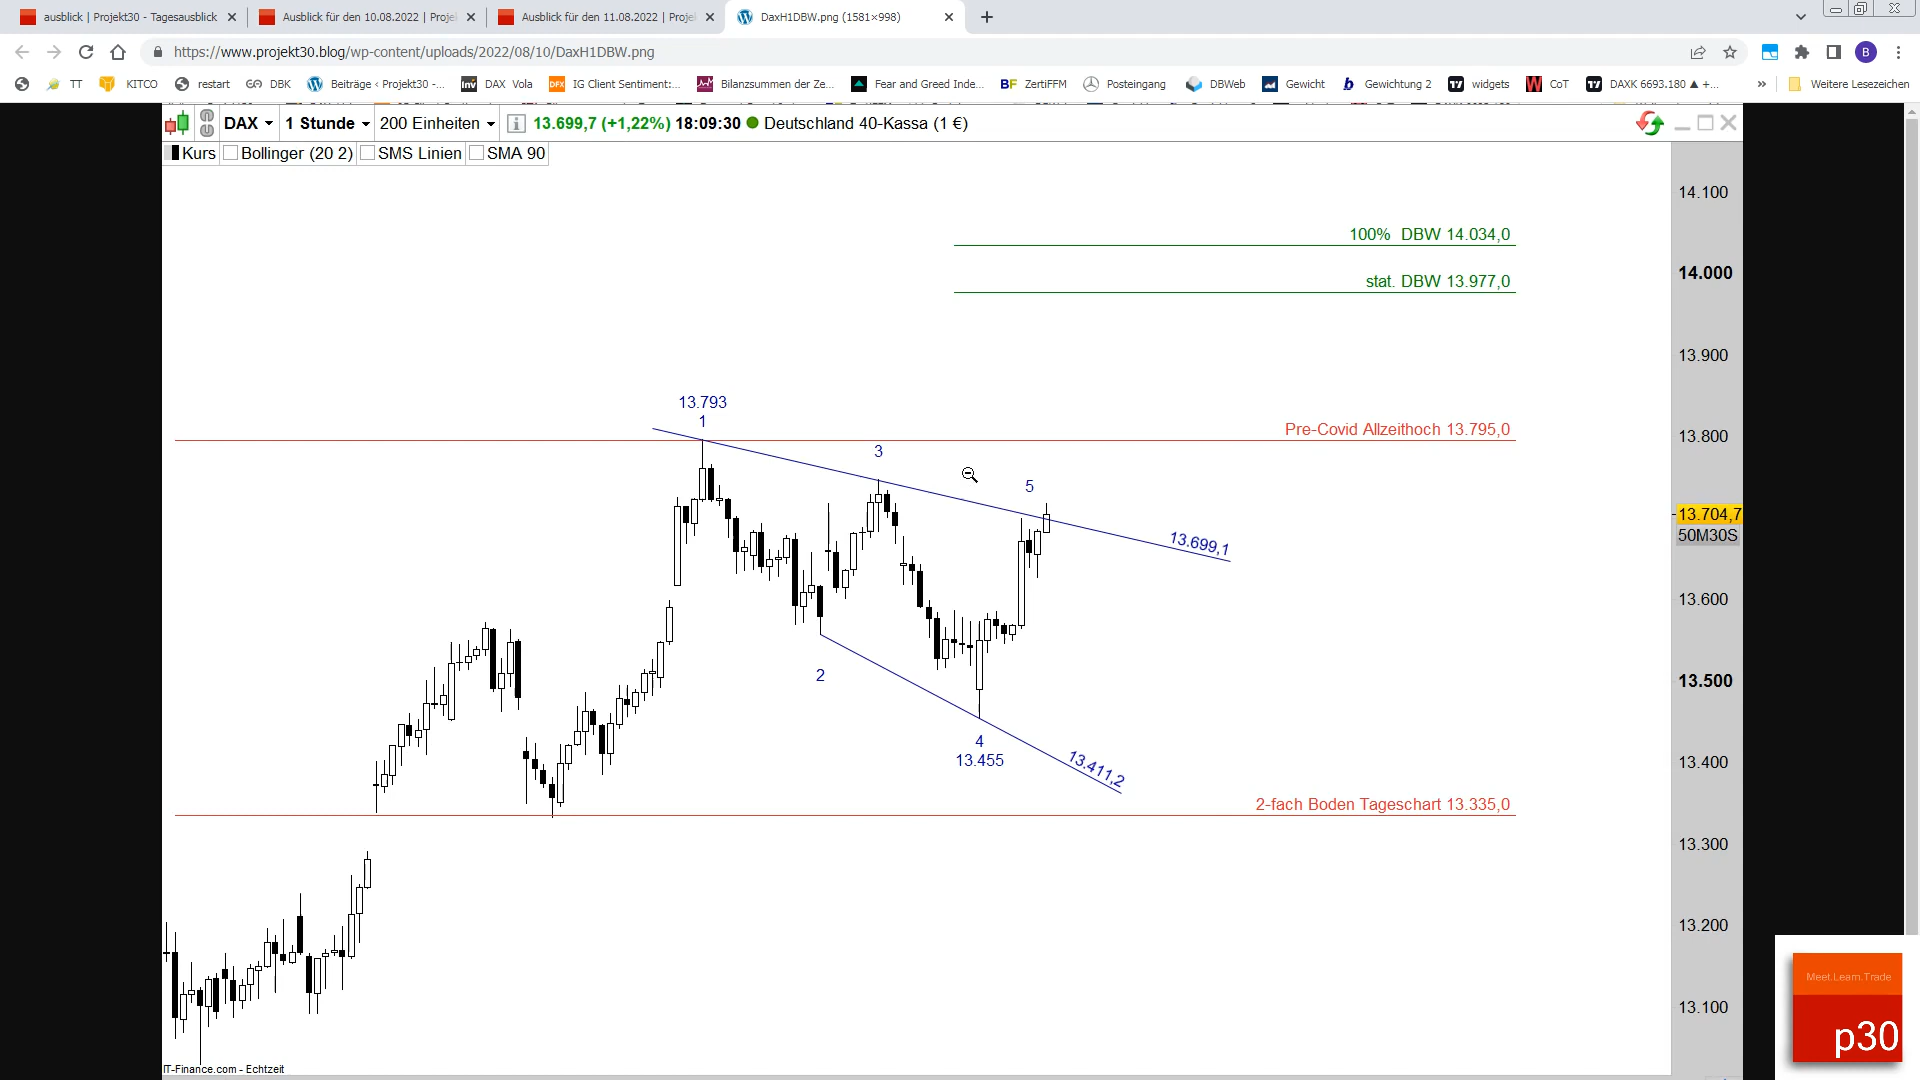 ausblick | Projekt30 - Tagesausblick
Ausblick für den 10.08.2022 | Proje
Ausblick für den 11.08.2022 | Proje
DaxH1DBW.png (1581×998)
https://www.projekt30.blog/wp-content/uploads/2022/08/10/DaxH1DBW.png
B
TT KITCO restart DBK Beiträge ‹ Projekt30 -... DAX Vola IG Client Sentiment:... Bilanzsummen der Ze... Fear and Greed Inde... ZertiFFM Posteingang DBWeb Gewicht Gewichtung 2 widgets CoT DAXK 6693.180 ▲ +... » Weitere Lesezeichen
DAX 1 Stunde 200 Einheiten 13.699,7 (+1,22%) 18:09:30 Deutschland 40-Kassa (1 €)
Kurs Bollinger (20 2) SMS Linien SMA 90
14.100
100% DBW 14.034,0
14.000
stat. DBW 13.977,0
13.900
13.793
1
Pre-Covid Allzeithoch 13.795,0
13.800
3
5
13.704,7
50M30S
13.699,1
13.600
2
13.500
4
13.455
13.411,2
13.400
2-fach Boden Tageschart 13.335,0
13.300
13.200
13.100
Meet.Learn.Trade
p30
IT-Finance.com - Echtzeit